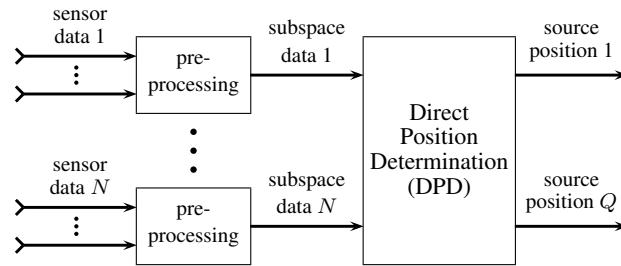 sensor
data 1
pre-
processing
subspace
data 1
Direct
Position
Determination
(DPD)
source
position 1
sensor
data N
pre-
processing
subspace
data N
source
position Q